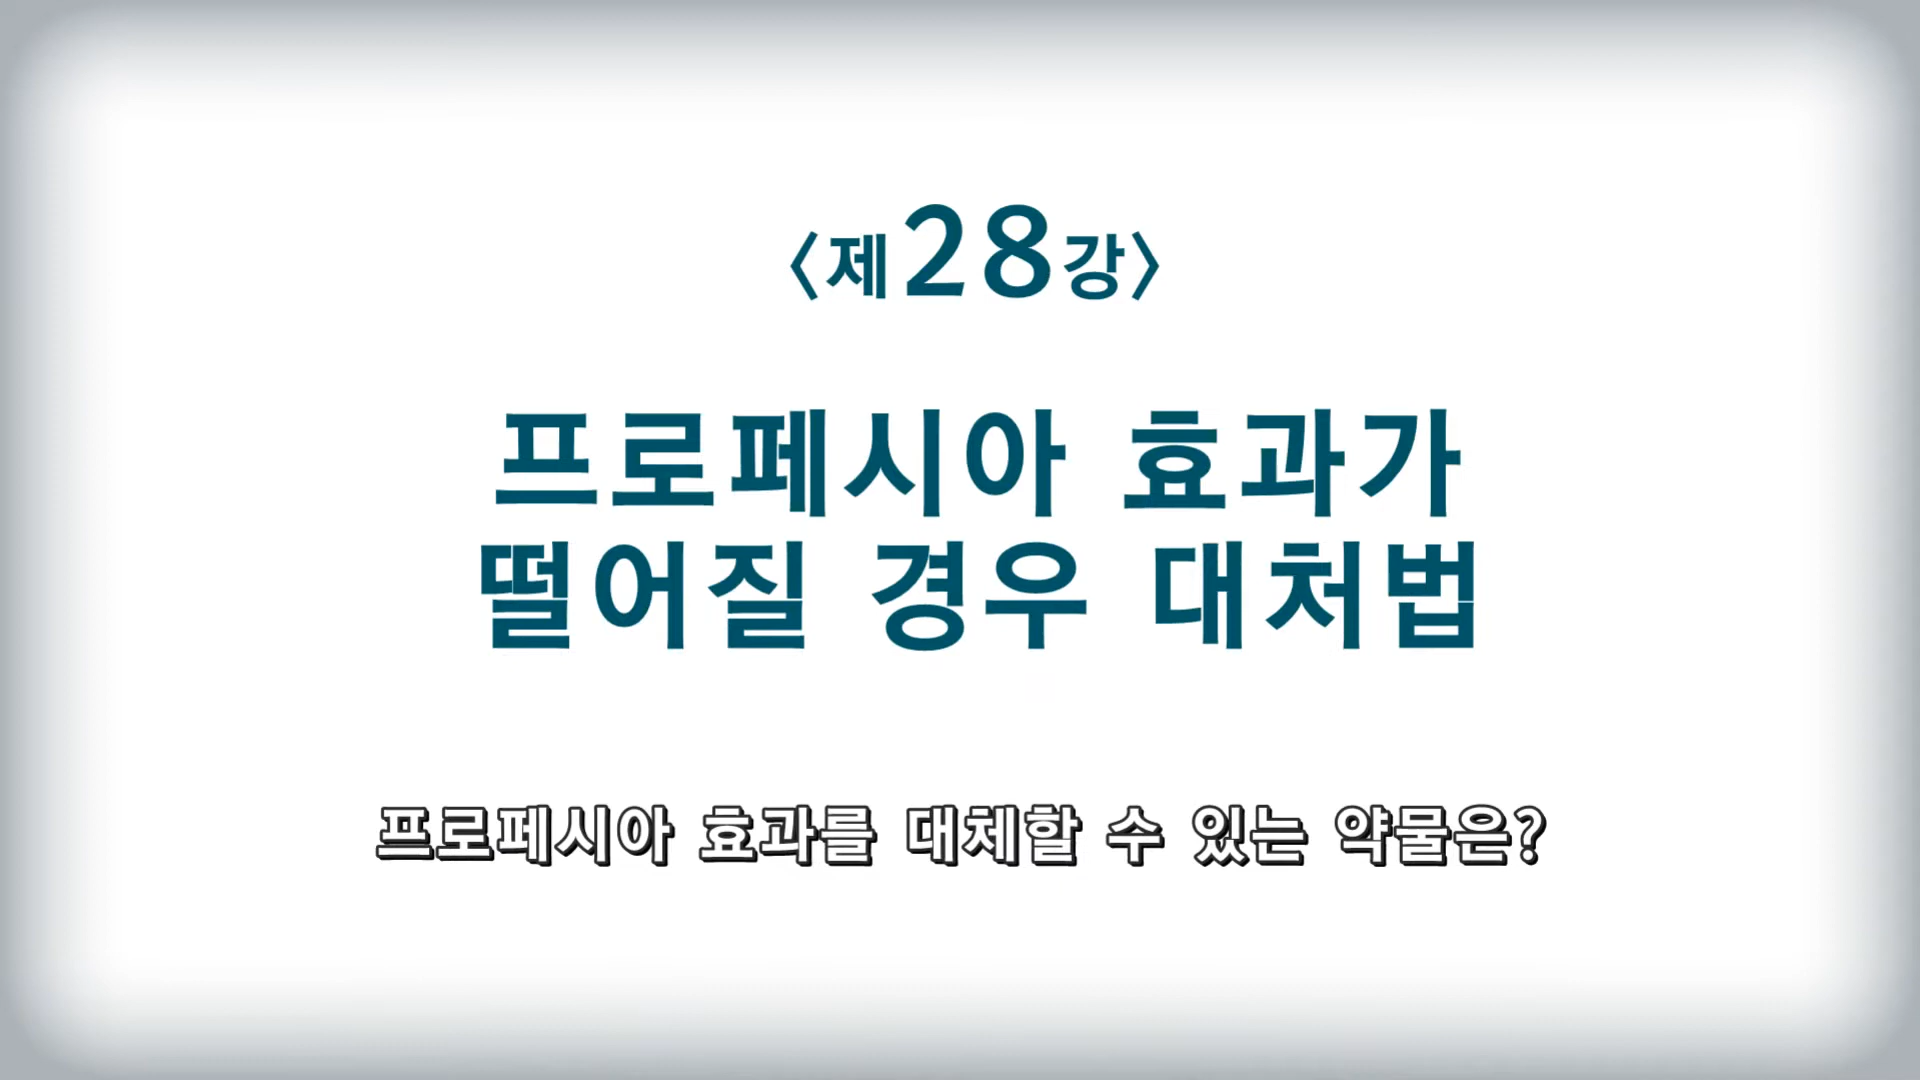 〈제28강〉
프로페시아 효과가
떨어질 경우 대처법
프로페시아 효과를 대체할 수 있는 약물은?